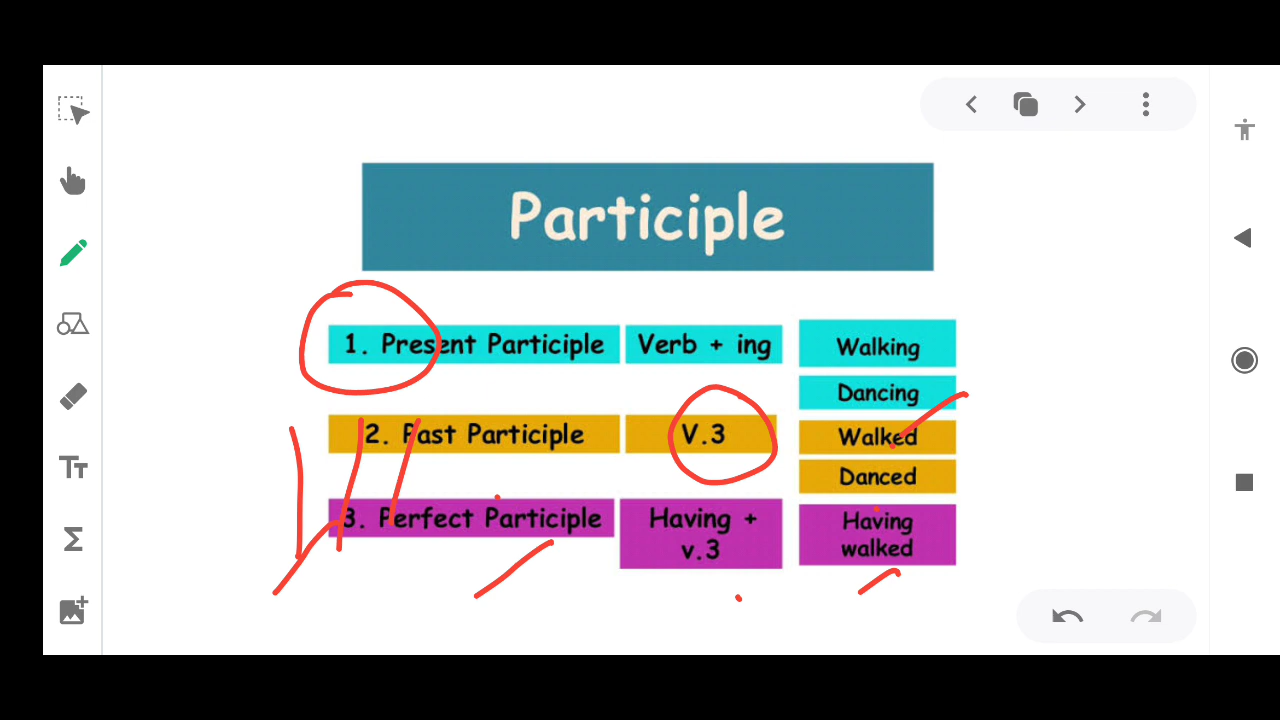 Participle
1. Present Participle
Verb + ing
Walking
Dancing
2. Past Participle
V.3
Walked
Danced
3. Perfect Participle
Having +
v.3
Having
walked